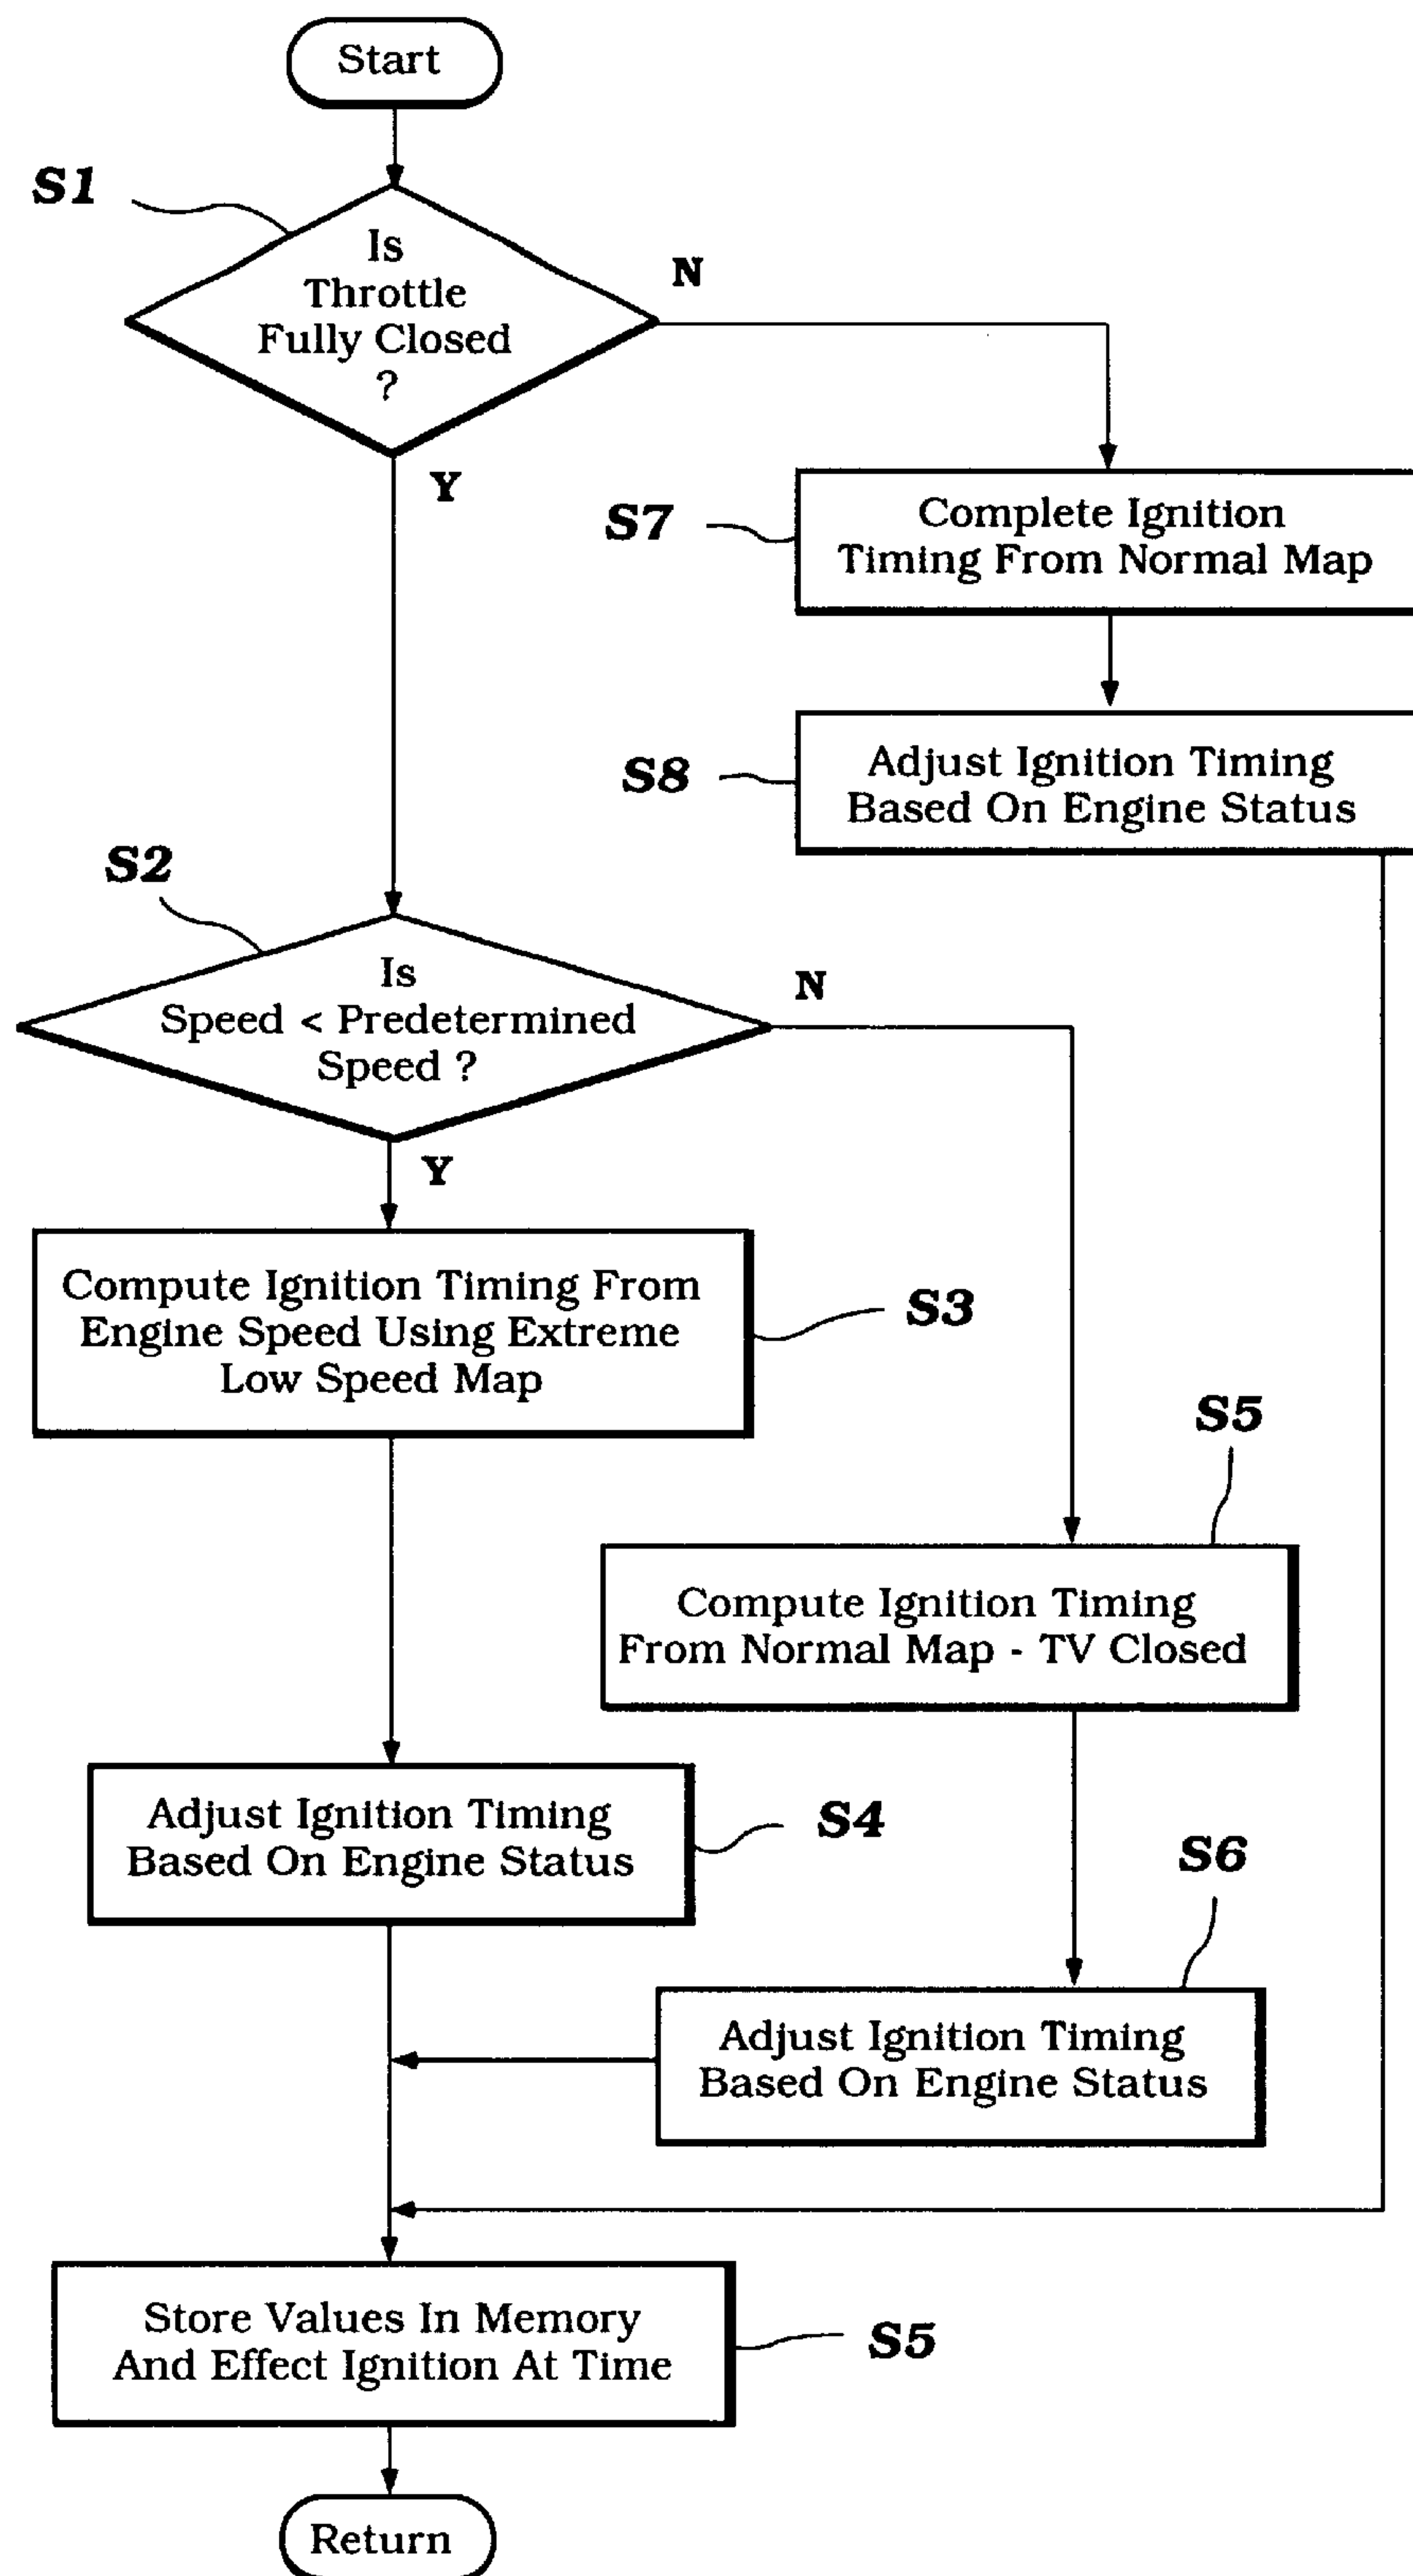 Start
S1
Is
Throttle
Fully Closed
?
N
Y
S7
Complete Ignition
Timing From Normal Map
S8
Adjust Ignition Timing
Based On Engine Status
S2
Is
Speed < Predetermined
Speed ?
N
Y
Compute Ignition Timing From
Engine Speed Using Extreme
Low Speed Map
S3
S5
Compute Ignition Timing
From Normal Map - TV Closed
Adjust Ignition Timing
Based On Engine Status
S4
S6
Adjust Ignition Timing
Based On Engine Status
Store Values In Memory
And Effect Ignition At Time
S5
Return